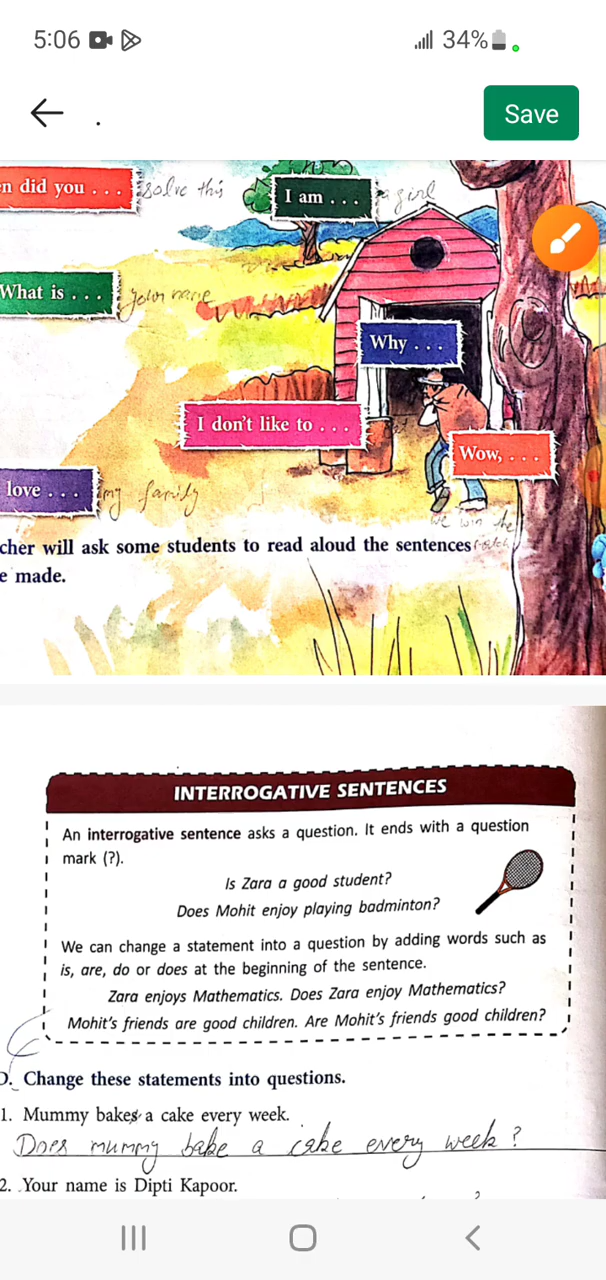 5:06 34%
.
Save
n did you . . . solve this
I am . . . a girl
What is . . . your name
Why . . .
I don't like to . . .
Wow, . . .
love . . . my family
we win the
cher will ask some students to read aloud the sentences match
e made.
INTERROGATIVE SENTENCES
An interrogative sentence asks a question. It ends with a question
mark (?).
Is Zara a good student?
Does Mohit enjoy playing badminton?
We can change a statement into a question by adding words such as
is, are, do or does at the beginning of the sentence.
Zara enjoys Mathematics. Does Zara enjoy Mathematics?
Mohit's friends are good children. Are Mohit's friends good children?
D. Change these statements into questions.
1. Mummy bakes a cake every week.
Does mummy bake a cake every week?
2. Your name is Dipti Kapoor.